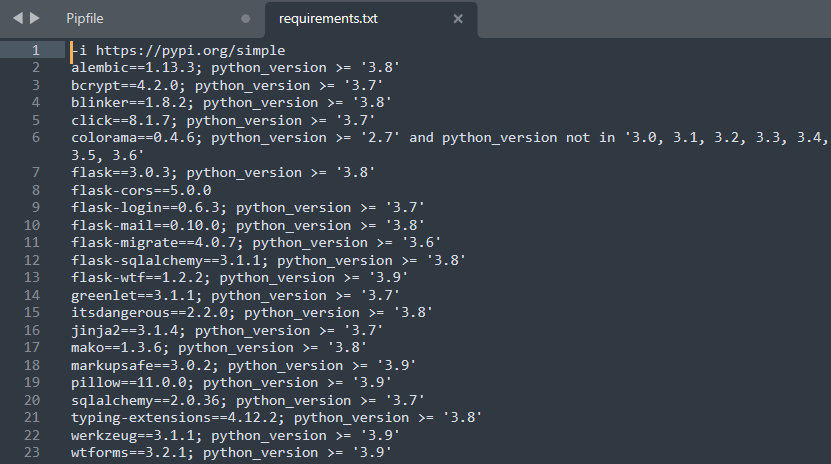 Pipfile
requirements.txt
1 -i https://pypi.org/simple
2 alembic==1.13.3; python_version >= '3.8'
3 bcrypt==4.2.0; python_version >= '3.7'
4 blinker==1.8.2; python_version >= '3.8'
5 click==8.1.7; python_version >= '3.7'
6 colorama==0.4.6; python_version >= '2.7' and python_version not in '3.0, 3.1, 3.2, 3.3, 3.4,
3.5, 3.6'
7 flask==3.0.3; python_version >= '3.8'
8 flask-cors==5.0.0
9 flask-login==0.6.3; python_version >= '3.7'
10 flask-mail==0.10.0; python_version >= '3.8'
11 flask-migrate==4.0.7; python_version >= '3.6'
12 flask-sqlalchemy==3.1.1; python_version >= '3.8'
13 flask-wtf==1.2.2; python_version >= '3.9'
14 greenlet==3.1.1; python_version >= '3.7'
15 itsdangerous==2.2.0; python_version >= '3.8'
16 jinja2==3.1.4; python_version >= '3.7'
17 mako==1.3.6; python_version >= '3.8'
18 markupsafe==3.0.2; python_version >= '3.9'
19 pillow==11.0.0; python_version >= '3.9'
20 sqlalchemy==2.0.36; python_version >= '3.7'
21 typing-extensions==4.12.2; python_version >= '3.8'
22 werkzeug==3.1.1; python_version >= '3.9'
23 wtforms==3.2.1; python_version >= '3.9'